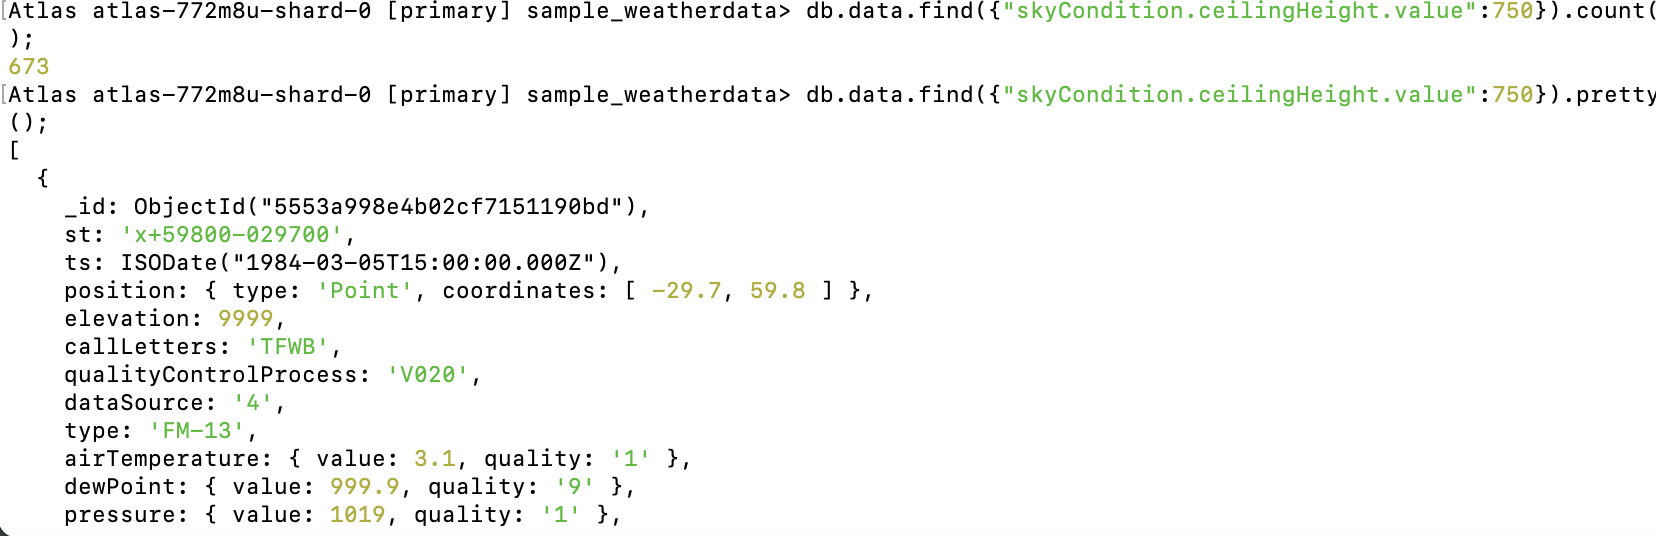 Atlas atlas-772m8u-shard-0 [primary] sample_weatherdata> db.data.find({"skyCondition.ceilingHeight.value":750}).count(
);
673
Atlas atlas-772m8u-shard-0 [primary] sample_weatherdata> db.data.find({"skyCondition.ceilingHeight.value":750}).pretty
();
[
  {
    _id: ObjectId("5553a998e4b02cf7151190bd"),
    st: 'x+59800-029700',
    ts: ISODate("1984-03-05T15:00:00.000Z"),
    position: { type: 'Point', coordinates: [ -29.7, 59.8 ] },
    elevation: 9999,
    callLetters: 'TFWB',
    qualityControlProcess: 'V020',
    dataSource: '4',
    type: 'FM-13',
    airTemperature: { value: 3.1, quality: '1' },
    dewPoint: { value: 999.9, quality: '9' },
    pressure: { value: 1019, quality: '1' },